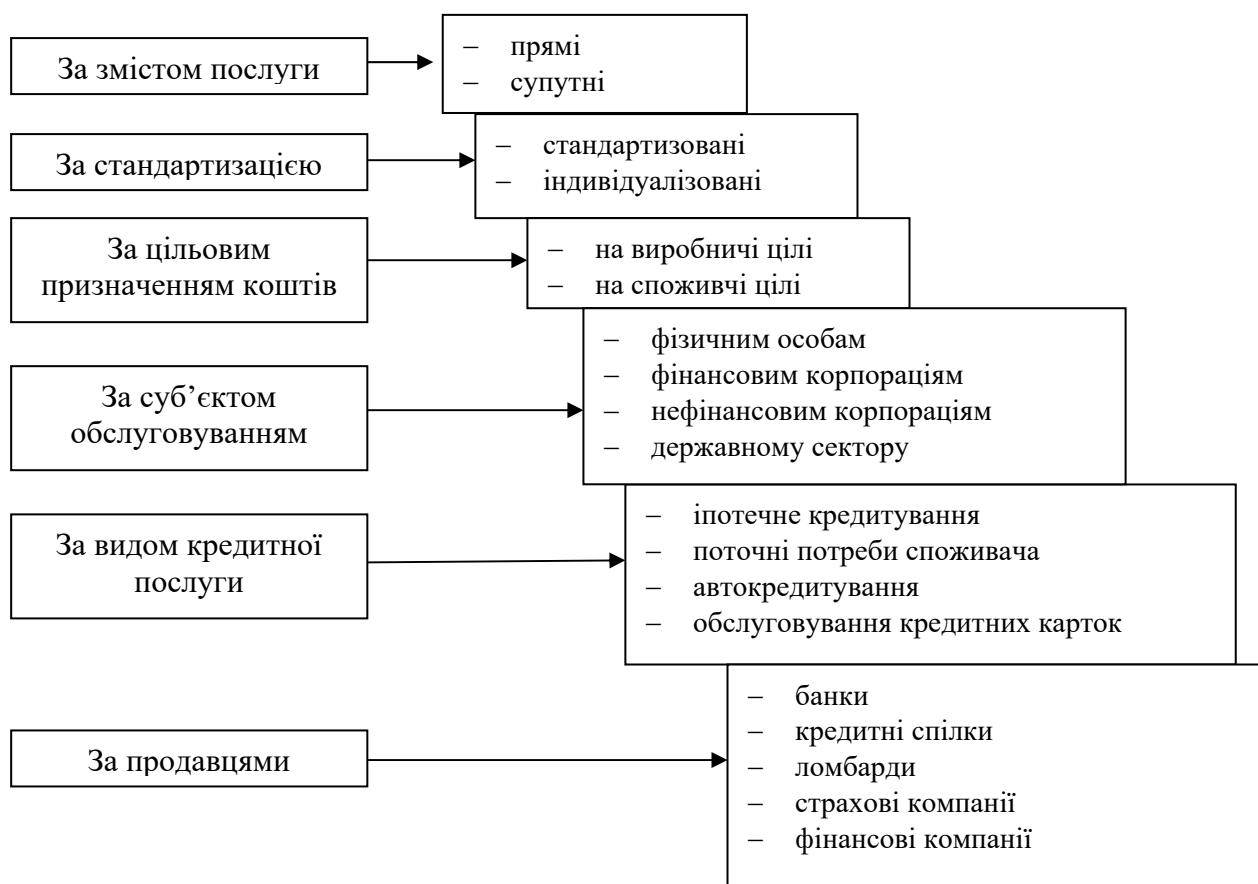 За змістом послуги
– прямі
– супутні
За стандартизацією
– стандартизовані
– індивідуалізовані
За цільовим
призначенням коштів
– на виробничі цілі
– на споживчі цілі
За суб’єктом
обслуговуванням
– фізичним особам
– фінансовим корпораціям
– нефінансовим корпораціям
– державному сектору
За видом кредитної
послуги
– іпотечне кредитування
– поточні потреби споживача
– автокредитування
– обслуговування кредитних карток
За продавцями
– банки
– кредитні спілки
– ломбарди
– страхові компанії
– фінансові компанії